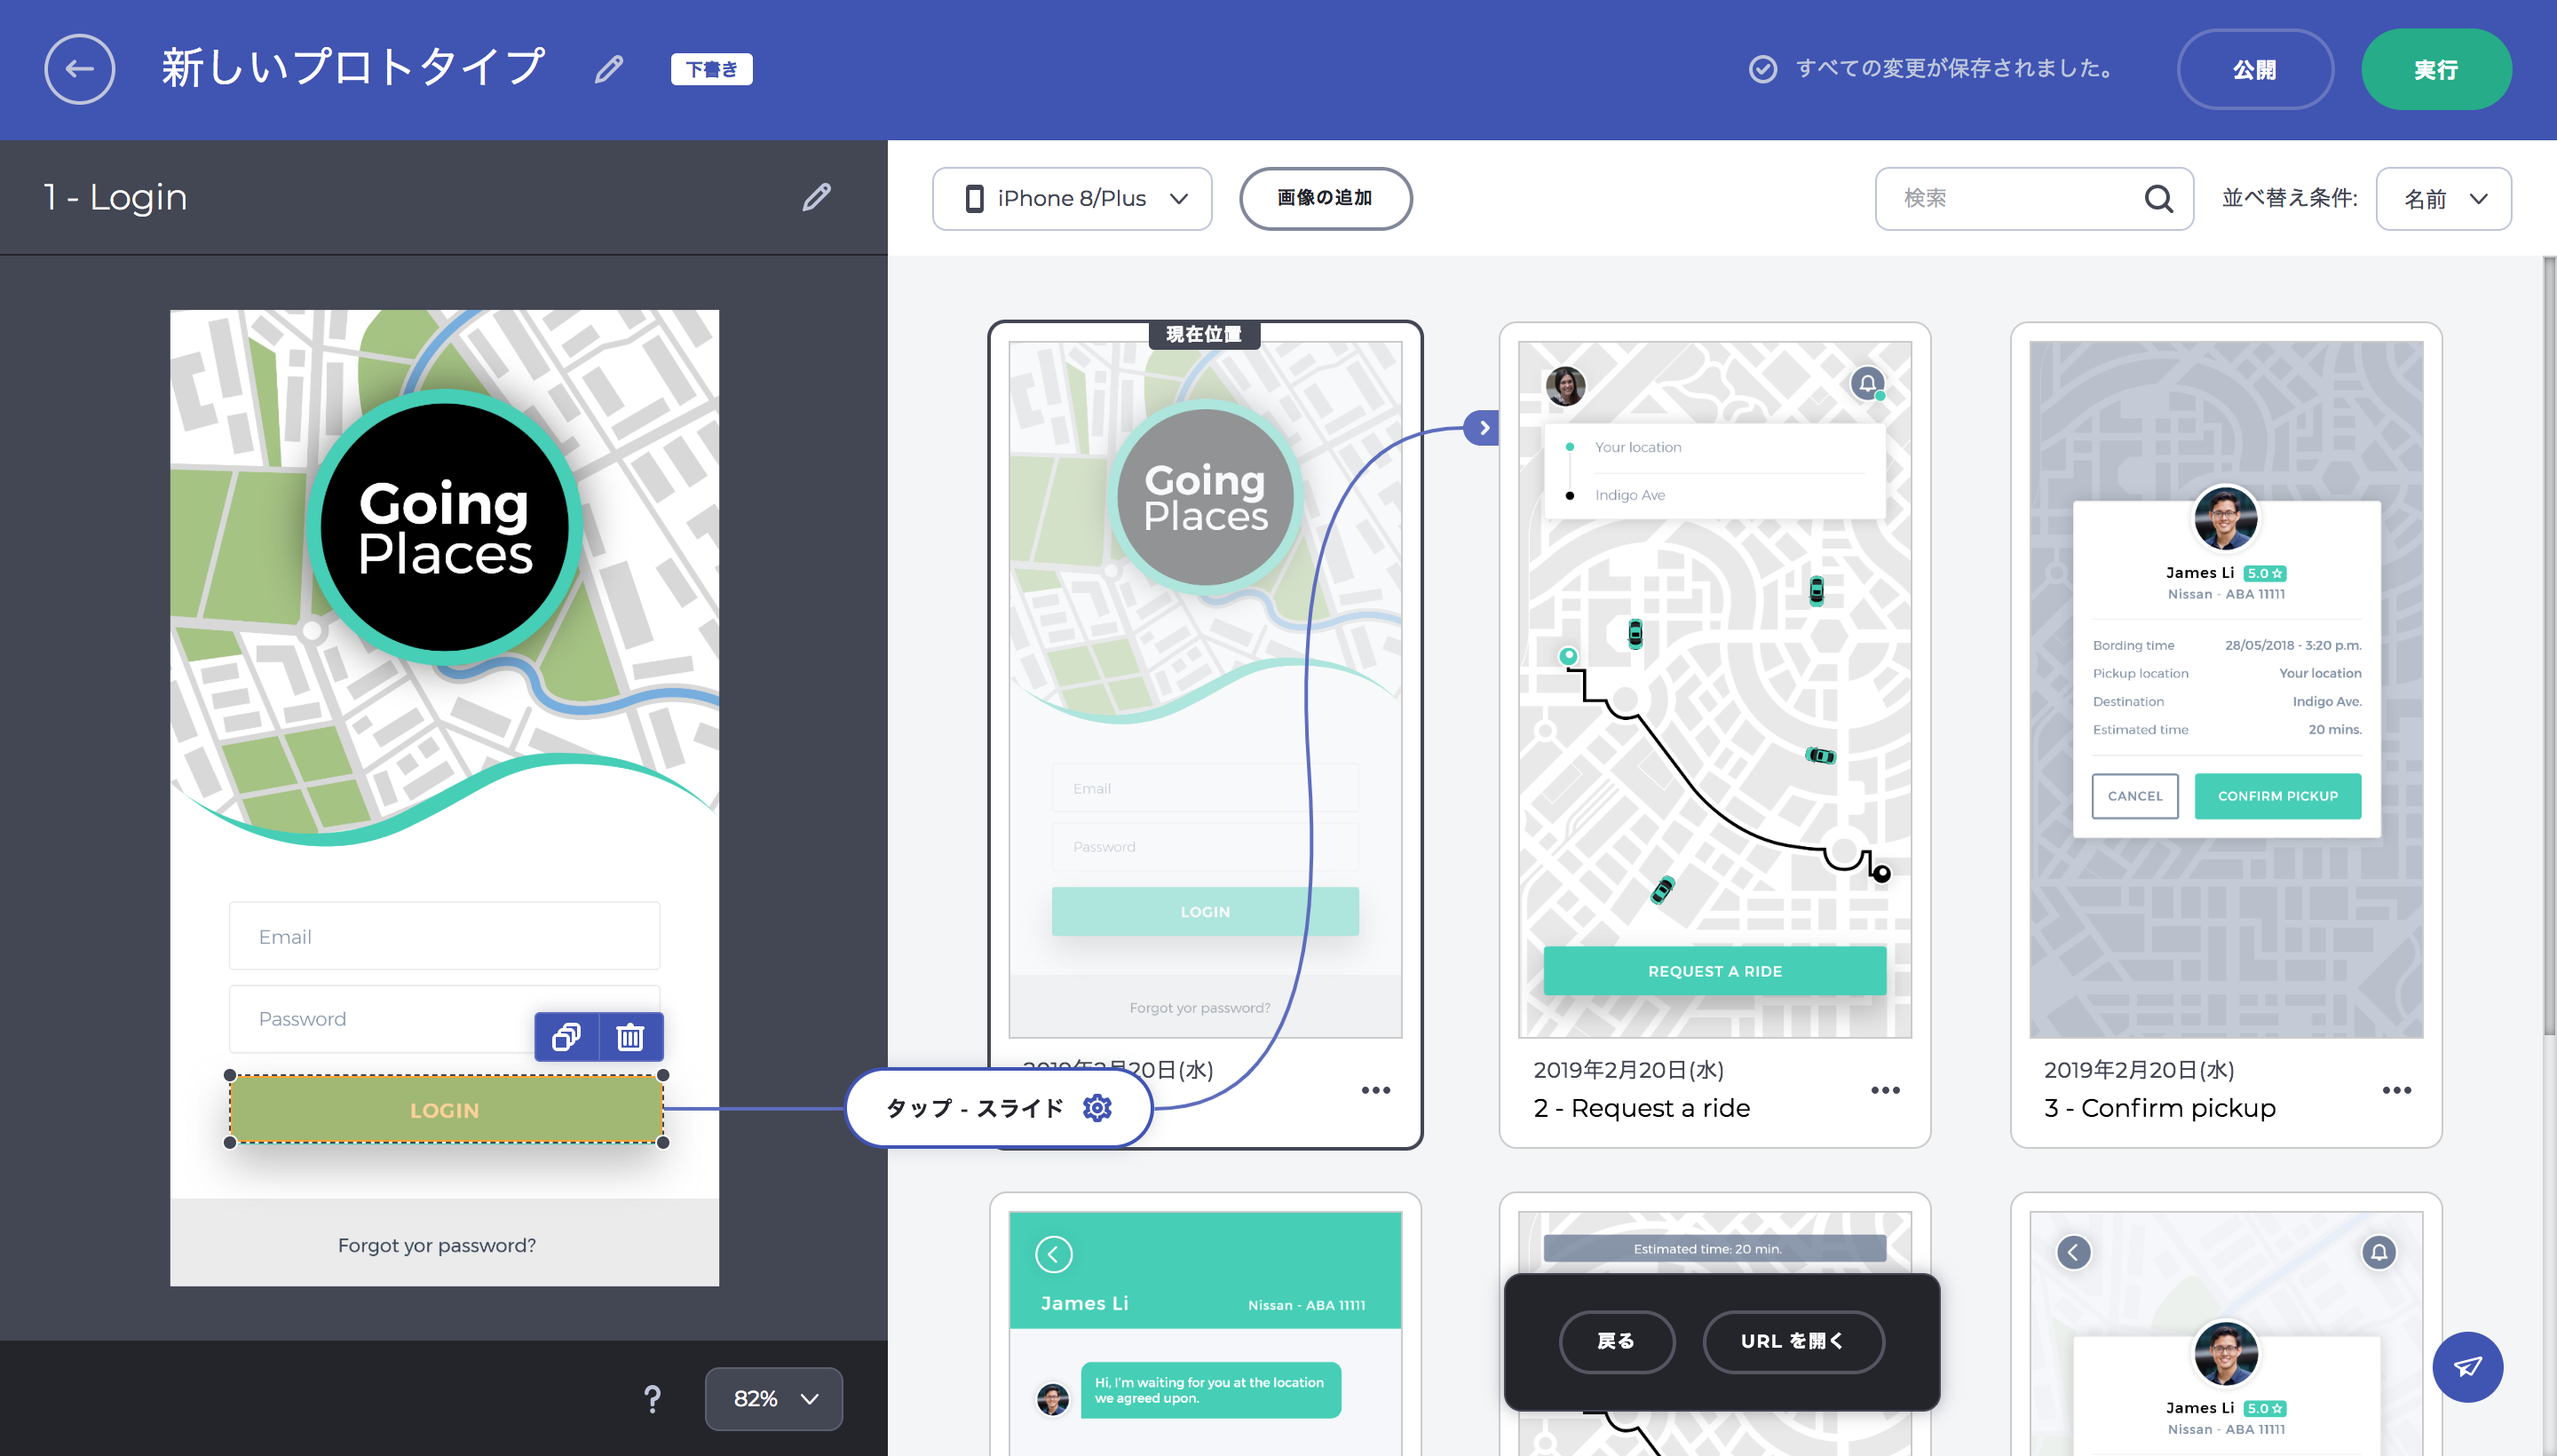 新しいプロトタイプ
下書き
すべての変更が保存されました。
公開
実行
1 - Login
iPhone 8/Plus
画像の追加
検索
並べ替え条件:
名前
Going
Places
Email
Password
LOGIN
Forgot yor password?
?
82%
タップ - スライド
現在位置
Going
Places
Email
Password
LOGIN
Forgot yor password?
2019年2月20日(水)
Your location
Indigo Ave
REQUEST A RIDE
2019年2月20日(水)
2 - Request a ride
James Li 5.0
Nissan - ABA 11111
Bording time 28/05/2018 - 3:20 p.m.
Pickup location Your location
Destination Indigo Ave.
Estimated time 20 mins.
CANCEL
CONFIRM PICKUP
2019年2月20日(水)
3 - Confirm pickup
James Li
Nissan - ABA 11111
Hi, I'm waiting for you at the location
we agreed upon.
Estimated time: 20 min.
戻る
URL を開く
James Li 5.0
Nissan - ABA 11111